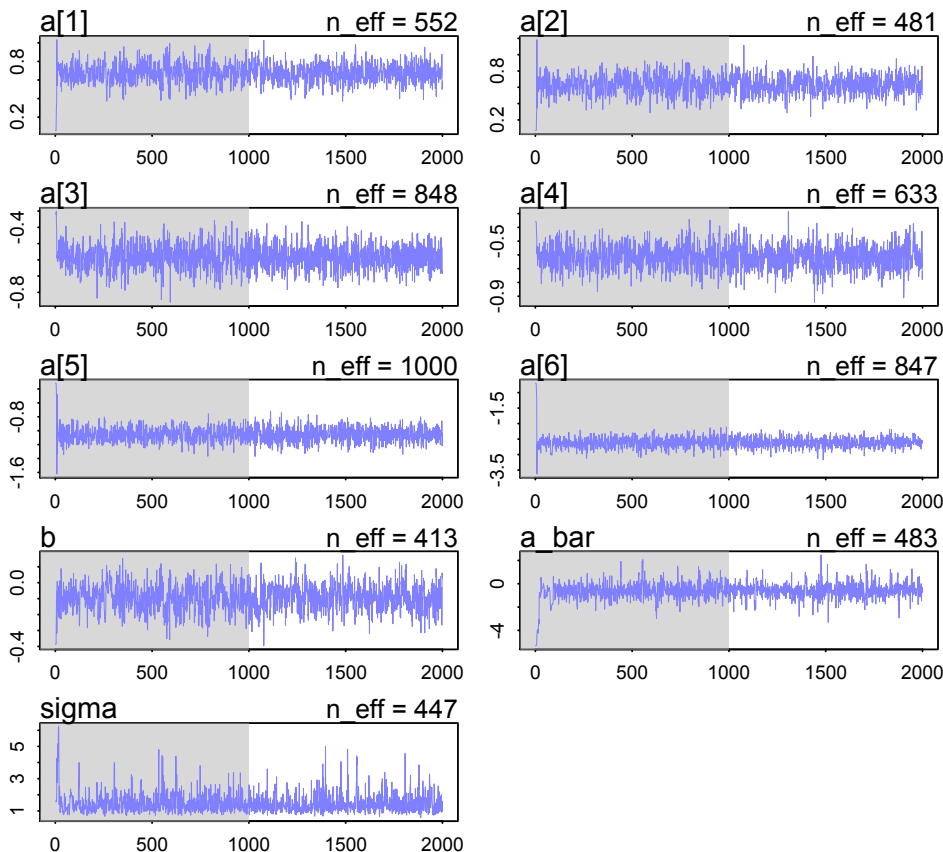 a[1] n_eff = 552
0.2 0.8
0 500 1000 1500 2000
a[2] n_eff = 481
0.2 0.8
0 500 1000 1500 2000
a[3] n_eff = 848
-0.8 -0.4
0 500 1000 1500 2000
a[4] n_eff = 633
-0.9 -0.5
0 500 1000 1500 2000
a[5] n_eff = 1000
-1.6 -0.8
0 500 1000 1500 2000
a[6] n_eff = 847
-3.5 -1.5
0 500 1000 1500 2000
b n_eff = 413
-0.4 0.0
0 500 1000 1500 2000
a_bar n_eff = 483
-4 0
0 500 1000 1500 2000
sigma n_eff = 447
1 3 5
0 500 1000 1500 2000